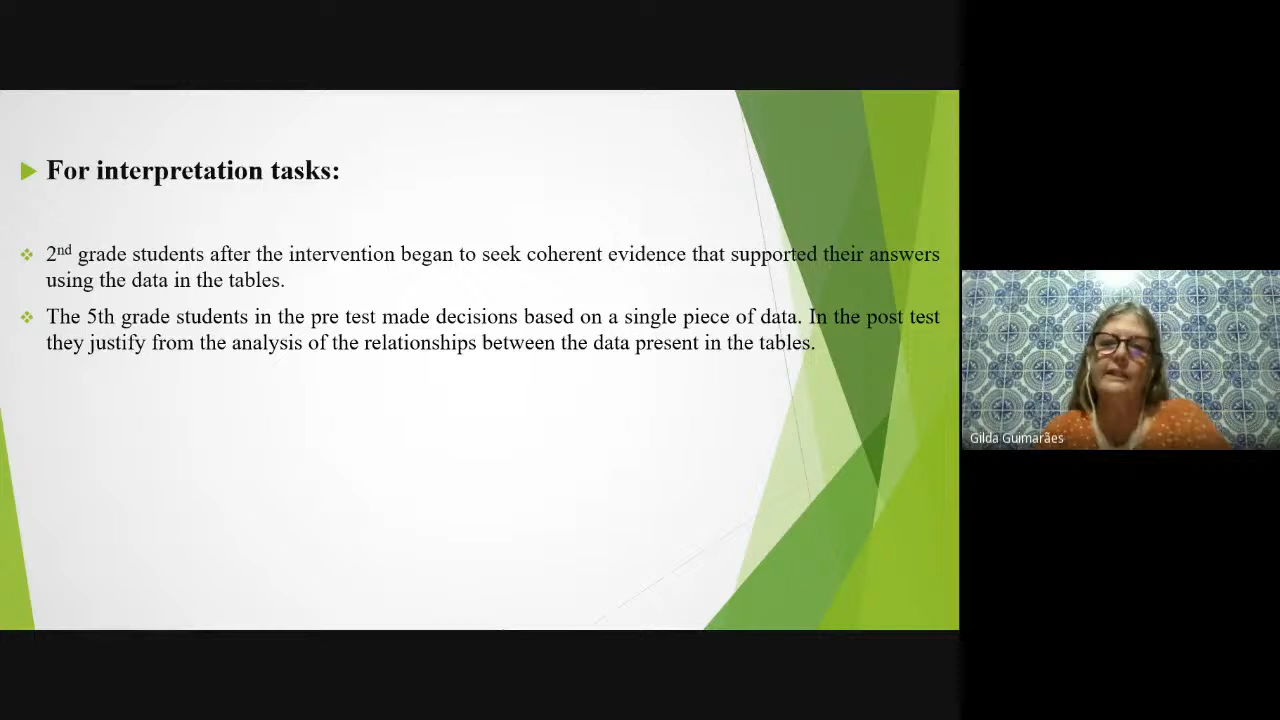 For interpretation tasks:
2nd grade students after the intervention began to seek coherent evidence that supported their answers
using the data in the tables.
The 5th grade students in the pre test made decisions based on a single piece of data. In the post test
they justify from the analysis of the relationships between the data present in the tables.
Gilda Guimarães